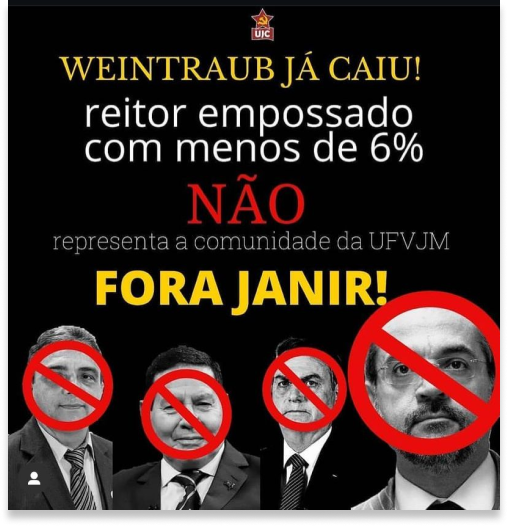 UJC
WEINTRAUB JÁ CAIU!
reitor empossado
com menos de 6%
NÃO
representa a comunidade da UFVJM
FORA JANIR!